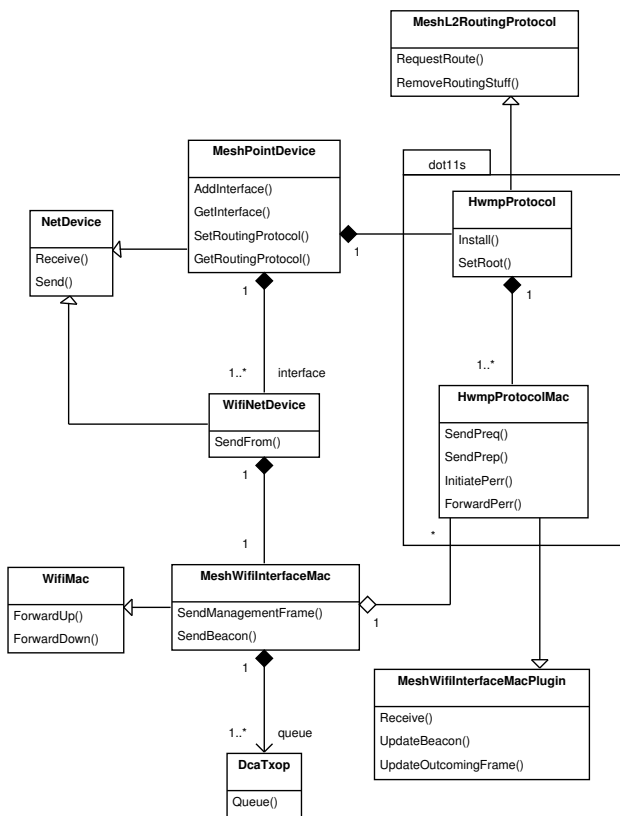 MeshL2RoutingProtocol
RequestRoute()
RemoveRoutingStuff()
MeshPointDevice
AddInterface()
GetInterface()
SetRoutingProtocol()
GetRoutingProtocol()
dot11s
HwmpProtocol
Install()
SetRoot()
NetDevice
Receive()
Send()
1
1
1
1..*
interface
1..*
WifiNetDevice
SendFrom()
HwmpProtocolMac
SendPreq()
SendPrep()
InitiatePerr()
ForwardPerr()
1
1
*
WifiMac
ForwardUp()
ForwardDown()
MeshWifiInterfaceMac
SendManagementFrame()
SendBeacon()
1
1
MeshWifiInterfaceMacPlugin
Receive()
UpdateBeacon()
UpdateOutcomingFrame()
1..*
queue
DcaTxop
Queue()